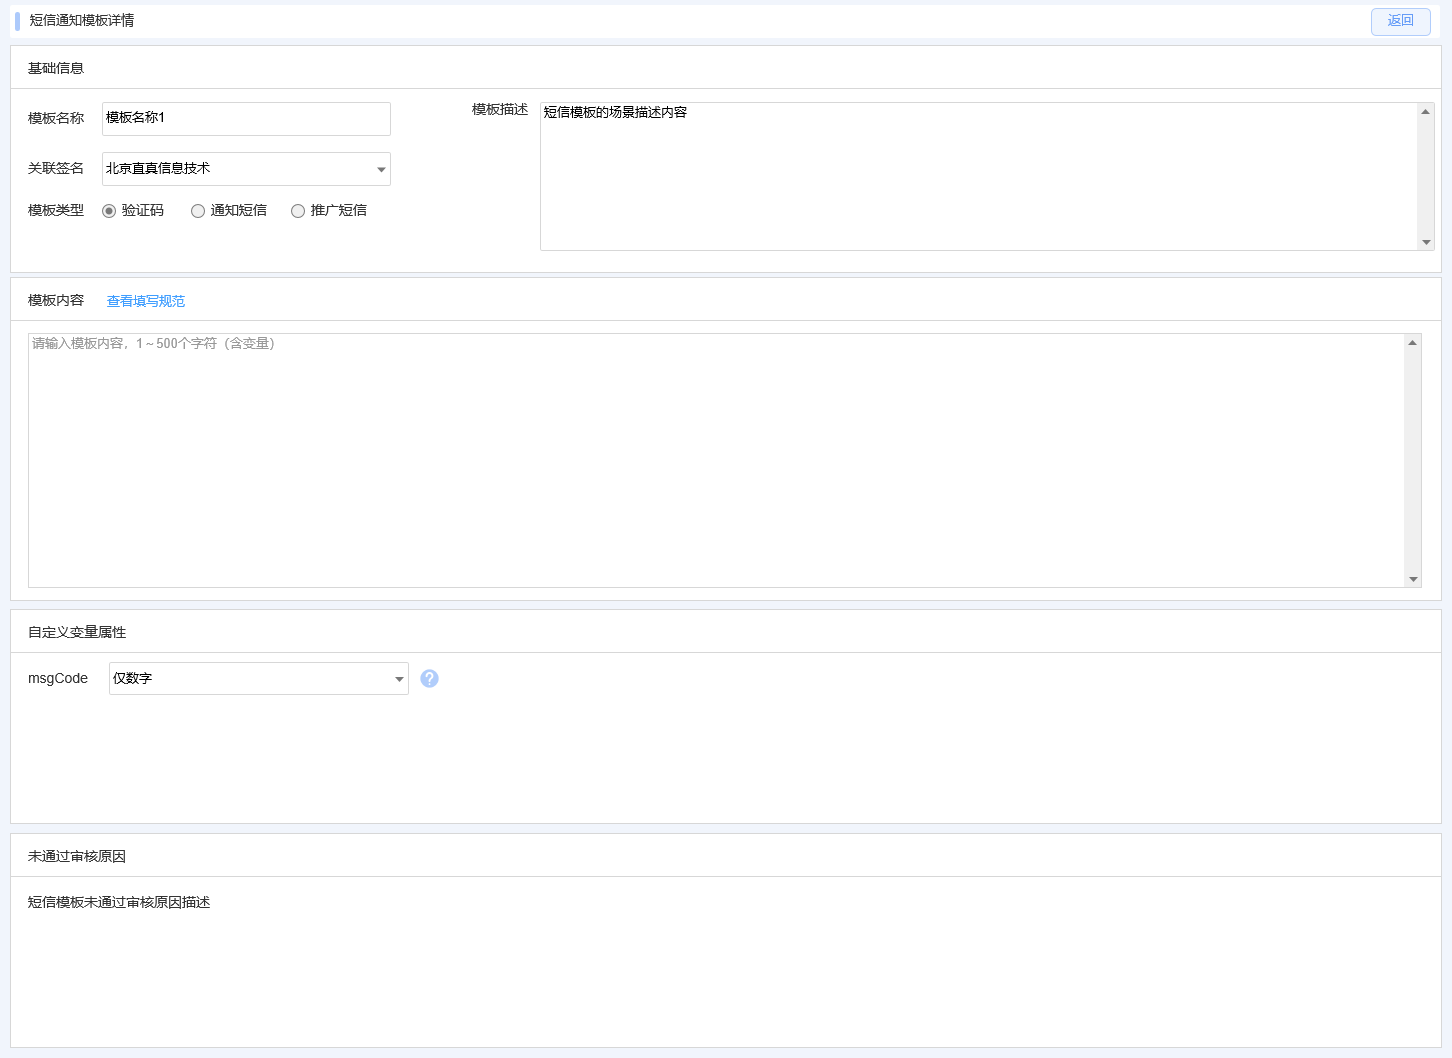 短信通知模板详情
返回
基础信息
模板名称 模板名称1
模板描述 短信模板的场景描述内容
关联签名 北京直真信息技术
模板类型 验证码 通知短信 推广短信
模板内容 查看填写规范
请输入模板内容，1～500个字符（含变量）
自定义变量属性
msgCode 仅数字 ?
未通过审核原因
短信模板未通过审核原因描述